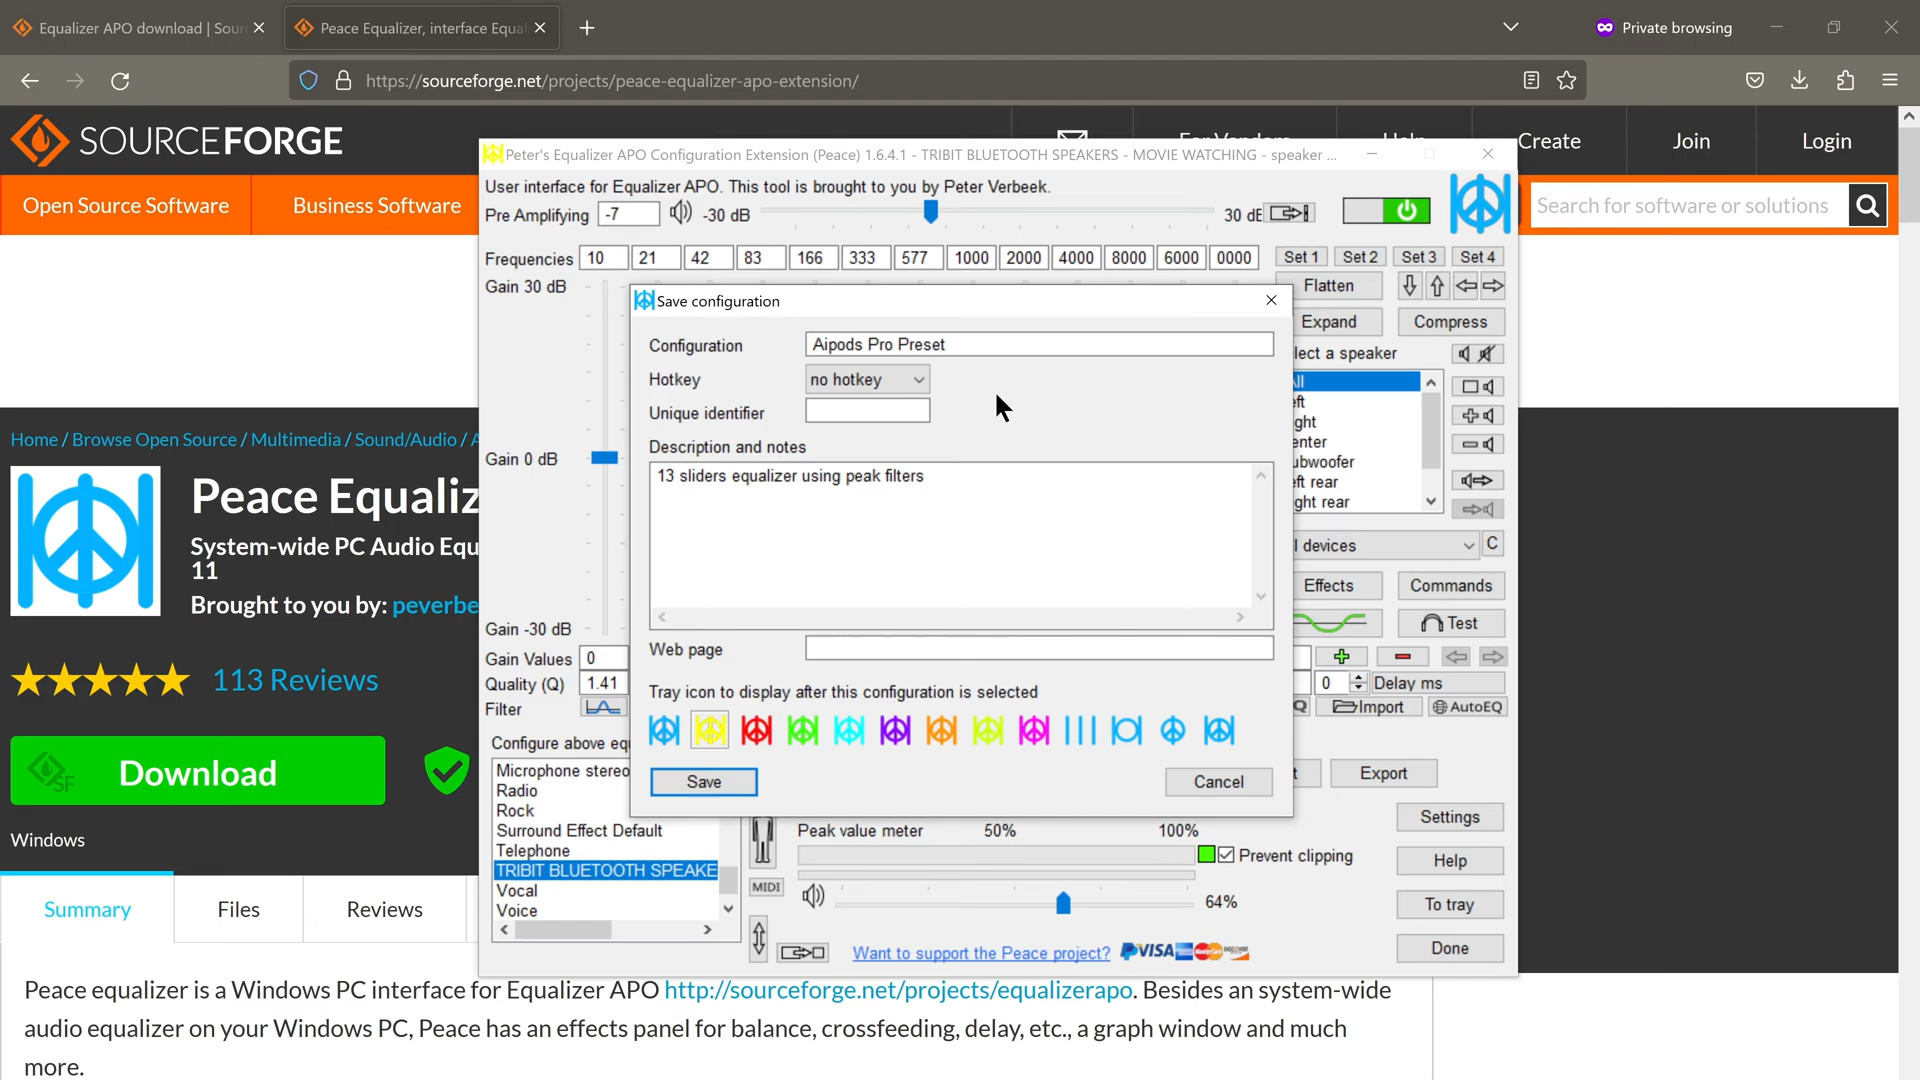 Equalizer APO download | Sour
Peace Equalizer, interface Equali
Private browsing
https://sourceforge.net/projects/peace-equalizer-apo-extension/
SOURCEFORGE
For Vendors
Help
Create
Join
Login
Open Source Software
Business Software
Search for software or solutions
Peter's Equalizer APO Configuration Extension (Peace) 1.6.4.1 - TRIBIT BLUETOOTH SPEAKERS - MOVIE WATCHING - speaker ...
User interface for Equalizer APO. This tool is brought to you by Peter Verbeek.
Pre Amplifying
-7
-30 dB
30 dE
Frequencies
10
21
42
83
166
333
577
1000
2000
4000
8000
6000
0000
Set 1
Set 2
Set 3
Set 4
Gain 30 dB
Flatten
Expand
Compress
Save configuration
Configuration
Aipods Pro Preset
Hotkey
no hotkey
Unique identifier
Description and notes
13 sliders equalizer using peak filters
Web page
Tray icon to display after this configuration is selected
Save
Cancel
lect a speaker
All
eft
ght
enter
ubwoofer
eft rear
ght rear
l devices
C
Effects
Commands
Test
Gain 0 dB
Gain -30 dB
Gain Values
0
Quality (Q)
1.41
0
Delay ms
Filter
Q
Import
AutoEQ
Configure above eq
Microphone stereo
Radio
Rock
Surround Effect Default
Telephone
TRIBIT BLUETOOTH SPEAKE
Vocal
Voice
t
Export
Peak value meter
50%
100%
Prevent clipping
MIDI
64%
Settings
Help
To tray
Done
Want to support the Peace project?
PVISA
Home / Browse Open Source / Multimedia / Sound/Audio / A
Peace Equaliz
System-wide PC Audio Equ
11
Brought to you by: peverbe
113 Reviews
SF
Download
Windows
Summary
Files
Reviews
Peace equalizer is a Windows PC interface for Equalizer APO http://sourceforge.net/projects/equalizerapo. Besides an system-wide
audio equalizer on your Windows PC, Peace has an effects panel for balance, crossfeeding, delay, etc., a graph window and much
more.